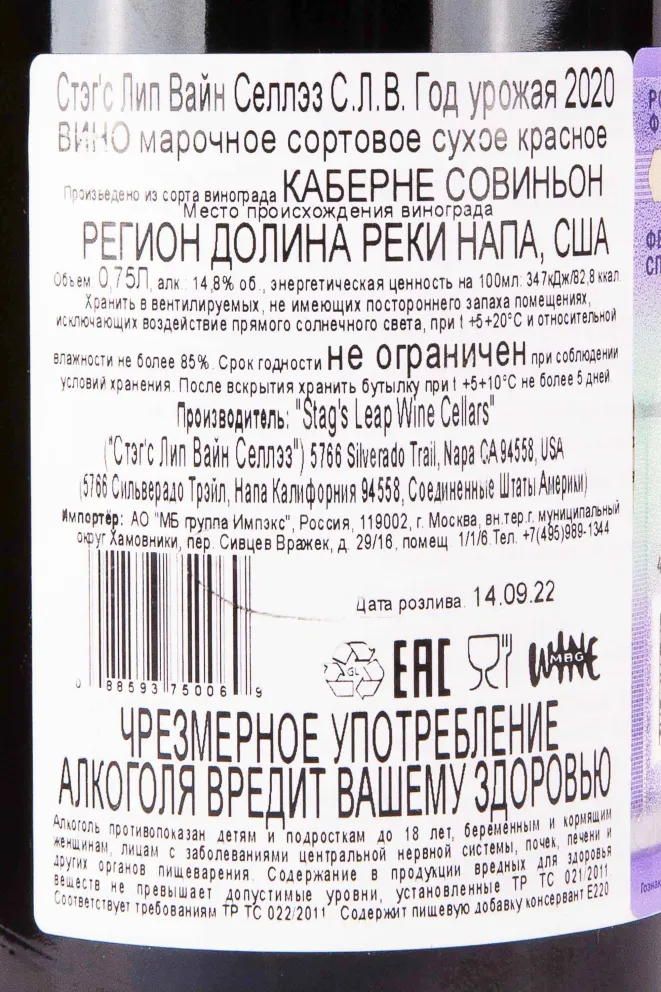 Стэг'с Лип Вайн Селлэз С.Л.В. Год урожая 2020
ВИНО марочное сортовое сухое красное
Произведено из сорта винограда КАБЕРНЕ СОВИНЬОН
Место происхождения винограда
РЕГИОН ДОЛИНА РЕКИ НАПА, США
Объем 0,75Л, алк. 14,8% об., энергетическая ценность на 100мл: 347кДж/82,8 ккал
Хранить в вентилируемых, не имеющих постороннего запаха помещениях,
исключающих воздействие прямого солнечного света, при t +5+20°С и относительной
влажности не более 85%. Срок годности не ограничен при соблюдении
условий хранения. После вскрытия хранить бутылку при t +5+10°С не более 5 дней
Производитель: "Stag's Leap Wine Cellars"
("Стэг'с Лип Вайн Селлэз") 5766 Silverado Trail, Napa CA 94558, USA
(5766 Сильверадо Трэйл, Напа Калифорния 94558, Соединенные Штаты Америки)
Импортёр: АО "МБ группа Импэкс", Россия, 119002, г. Москва, вн.тер.г. муниципальный
округ Хамовники, пер. Сивцев Вражек, д. 29/16, помещ. 1/1/6.Тел. +7(495)989-1344
Дата розлива: 14.09.22
0 88593 75006 9
GL
EAC
WINE
MBG
ЧРЕЗМЕРНОЕ УПОТРЕБЛЕНИЕ
АЛКОГОЛЯ ВРЕДИТ ВАШЕМУ ЗДОРОВЬЮ
Алкоголь противопоказан детям и подросткам до 18 лет, беременным и кормящим
женщинам, лицам с заболеваниями центральной нервной системы, почек, печени и
других органов пищеварения. Содержание в продукции вредных для здоровья
веществ не превышает допустимые уровни, установленные ТР ТС 021/2011.
Соответствует требованиям ТР ТС 022/2011. Содержит пищевую добавку консервант Е220